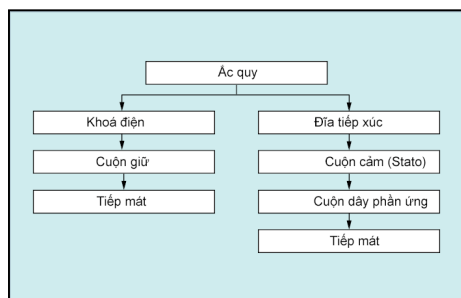 Ắc quy
Khoá điện
Đĩa tiếp xúc
Cuộn giữ
Cuộn cảm (Stato)
Tiếp mát
Cuộn dây phần ứng
Tiếp mát